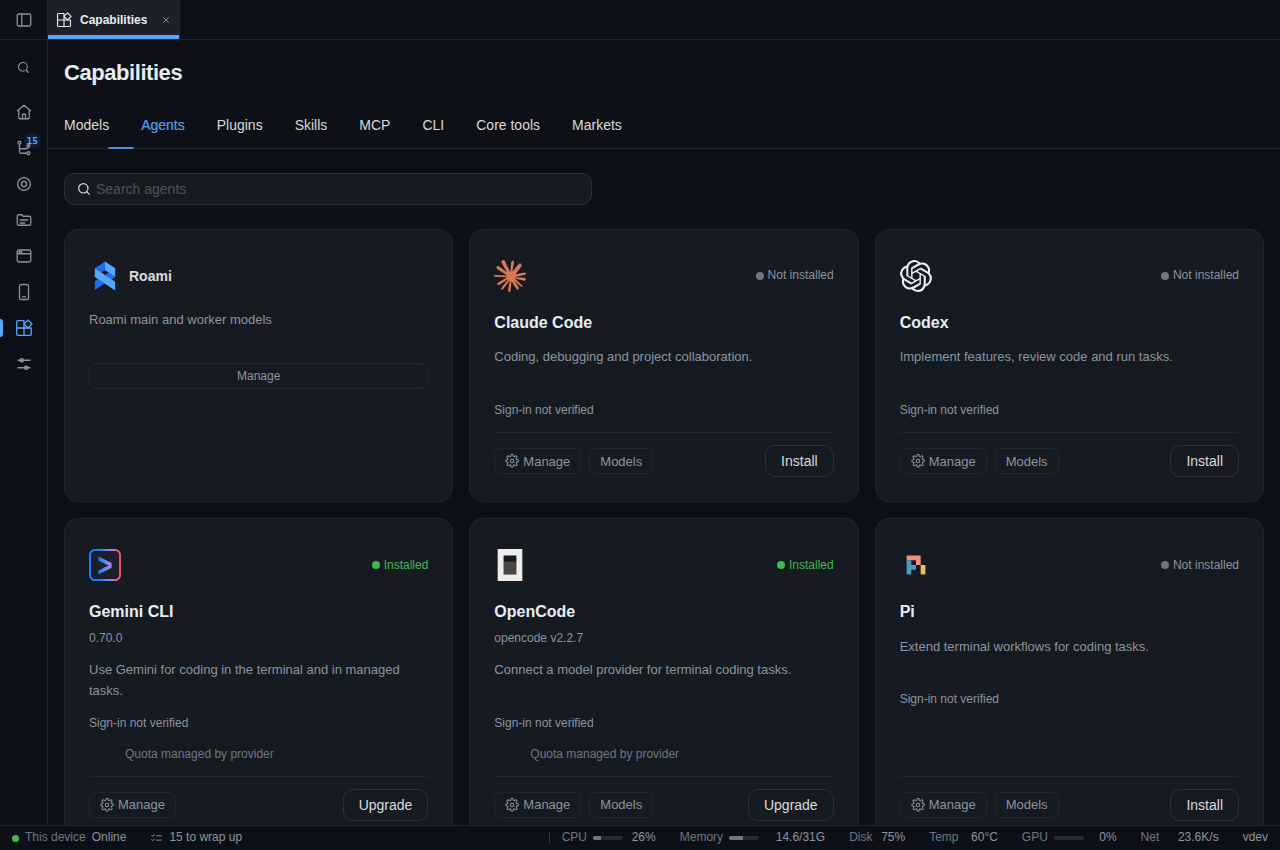 Capabilities
Capabilities
Models Agents Plugins Skills MCP CLI Core tools Markets
15
Search agents
Roami
Roami main and worker models
Manage
Not installed
Claude Code
Coding, debugging and project collaboration.
Sign-in not verified
Manage Models Install
Not installed
Codex
Implement features, review code and run tasks.
Sign-in not verified
Manage Models Install
Installed
Gemini CLI
0.70.0
Use Gemini for coding in the terminal and in managed
tasks.
Sign-in not verified
Quota managed by provider
Manage Upgrade
Installed
OpenCode
opencode v2.2.7
Connect a model provider for terminal coding tasks.
Sign-in not verified
Quota managed by provider
Manage Models Upgrade
Not installed
Pi
Extend terminal workflows for coding tasks.
Sign-in not verified
Manage Models Install
This device Online 15 to wrap up CPU 26% Memory 14.6/31G Disk 75% Temp 60°C GPU 0% Net 23.6K/s vdev